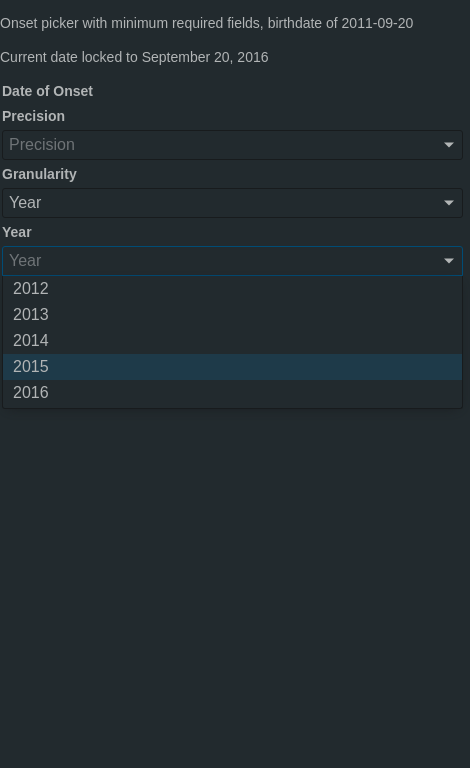 Onset picker with minimum required fields, birthdate of 2011-09-20
Current date locked to September 20, 2016
Date of Onset
Precision
Precision
Granularity
Year
Year
Year
2012
2013
2014
2015
2016